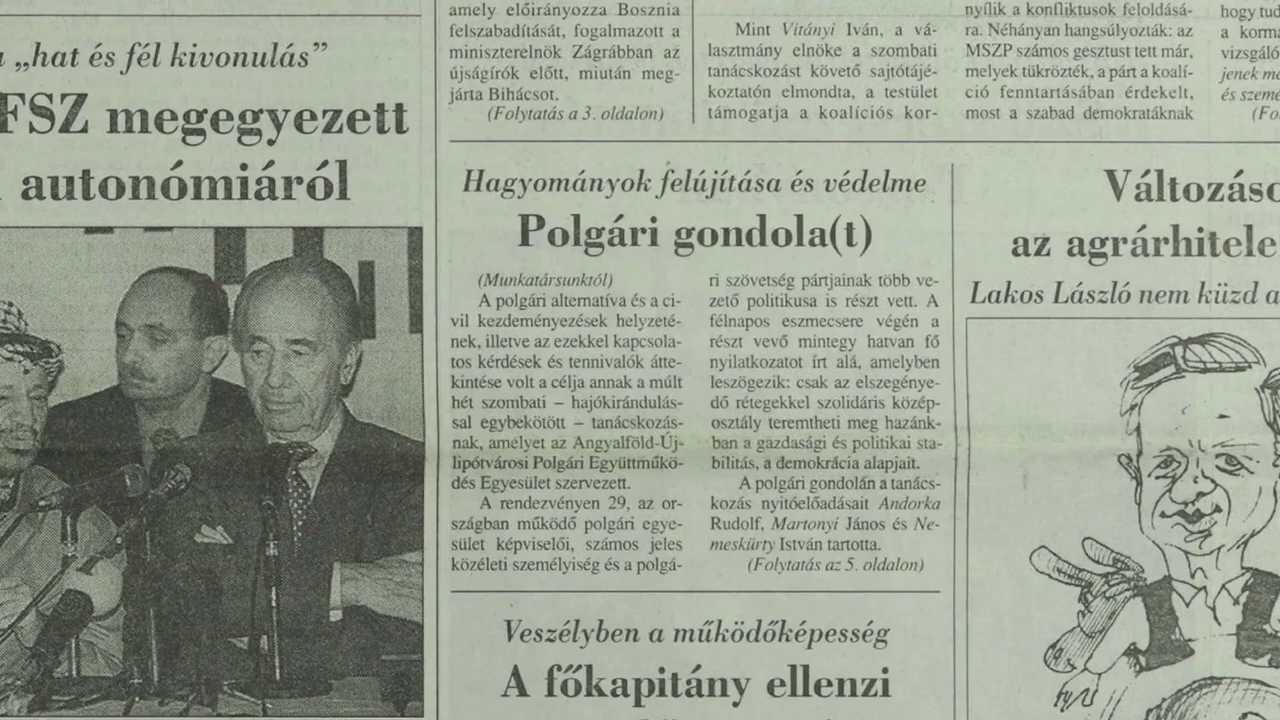 „hat és fél kivonulás”
FSZ megegyezett
autonómiáról
amely előirányozza Bosznia
felszabadítását, fogalmazott a
miniszterelnök Zágrábban az
újságírók előtt, miután meg-
járta Bihácsot.
(Folytatás a 3. oldalon)
Mint Vitányi Iván, a vá-
lasztmány elnöke a szombati
tanácskozást követő sajtótájé-
koztatón elmondta, a testület
támogatja a koalíciós kor-
nyílik a konfliktusok feloldásá-
ra. Néhányan hangsúlyozták: az
MSZP számos gesztust tett már,
melyek tükrözték, a párt a koalí-
ció fenntartásában érdekelt,
most a szabad demokratáknak
hogy tud
a korm
vizsgáló
jenek
és szem
(Fo
Hagyományok felújítása és védelme
Polgári gondola(t)
(Munkatársunktól)
A polgári alternatíva és a ci-
vil kezdeményezések helyzeté-
nek, illetve az ezekkel kapcsola-
tos kérdések és tennivalók átte-
kintése volt a célja annak a múlt
hét szombati – hajókirándulás-
sal egybekötött – tanácskozás-
nak, amelyet az Angyalföld-Új-
lipótvárosi Polgári Együttműkö-
dés Egyesület szervezett.
A rendezvényen 29, az or-
szágban működő polgári egye-
sület képviselői, számos jeles
közéleti személyiség és a polgá-
ri szövetség pártjainak több ve-
zető politikusa is részt vett. A
félnapos eszmecsere végén a
részt vevő mintegy hatvan fő
nyilatkozatot írt alá, amelyben
leszögezik: csak az elszegénye-
dő rétegekkel szolidáris közép-
osztály teremtheti meg hazánk-
ban a gazdasági és politikai sta-
bilitás, a demokrácia alapjait.
A polgári gondolán a tanács-
kozás nyitóelőadásait Andorka
Rudolf, Martonyi János és Ne-
meskürty István tartotta.
(Folytatás az 5. oldalon)
Veszélyben a működőképesség
A főkapitány ellenzi
Változáso
az agrárhitele
Lakos László nem küzd a